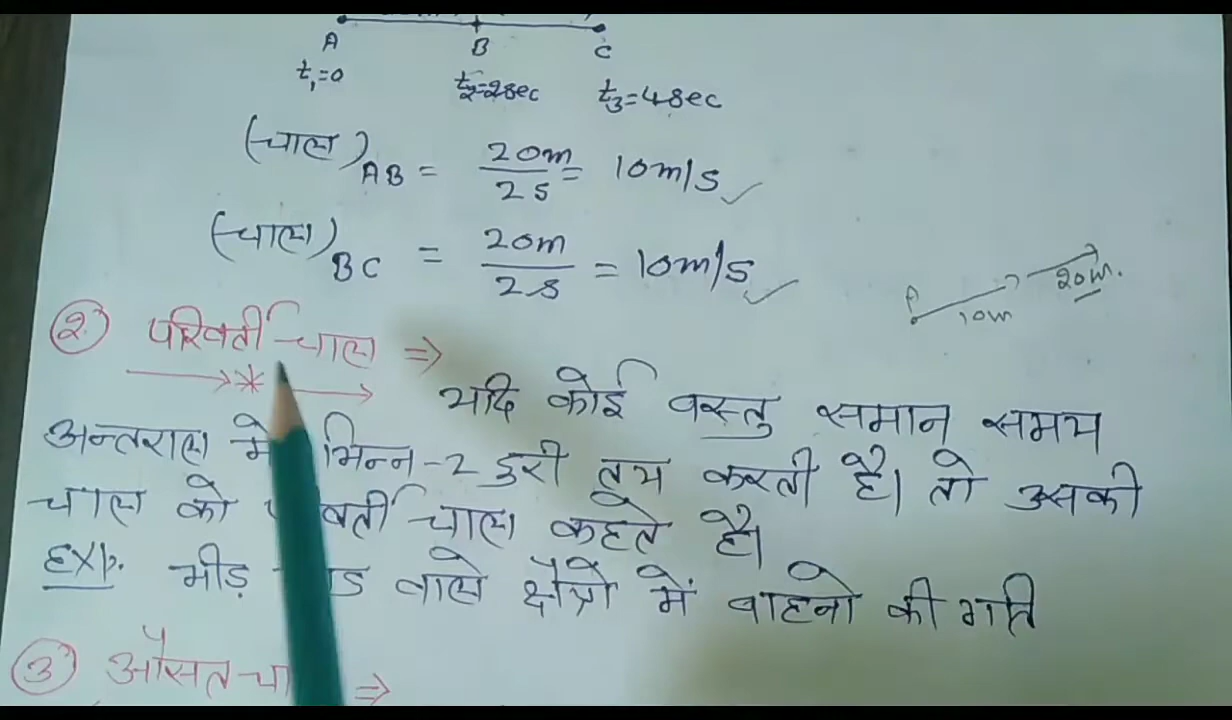 A B C
t₁=0 t₂=2sec t₃=4sec
(चाल)AB = 20m/2s = 10m/s ✓
(चाल)BC = 20m/2s = 10m/s ✓
P 10m 20m.
② परिवर्ती चाल ⇒
यदि कोई वस्तु समान समय
अन्तराल मे भिन्न-2 दुरी तय करती है। तो उसकी
चाल को चाल कहते है।
Exp. भीड़ वाले क्षैत्रो में वाहनो की गति
③ औसत ⇒